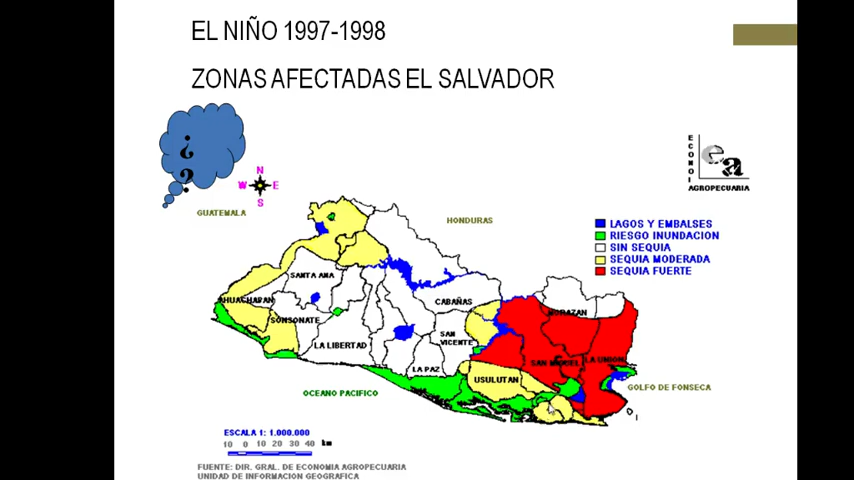 EL NIÑO 1997-1998
ZONAS AFECTADAS EL SALVADOR
¿
?
N
W E
S
ECONOI
ea
AGROPECUARIA
GUATEMALA
HONDURAS
LAGOS Y EMBALSES
RIESGO INUNDACION
SIN SEQUIA
SEQUIA MODERADA
SEQUIA FUERTE
SANTA ANA
AHUACHAPAN
CABAÑAS
MORAZAN
SONSONATE
SAN
VICENTE
LA LIBERTAD
SAN MIGUEL
LA UNION
LA PAZ
USULUTAN
OCEANO PACIFICO
GOLFO DE FONSECA
ESCALA 1: 1.000.000
10 0 10 20 30 40 km
FUENTE: DIR. GRAL. DE ECONOMIA AGROPECUARIA
UNIDAD DE INFORMACION GEOGRAFICA